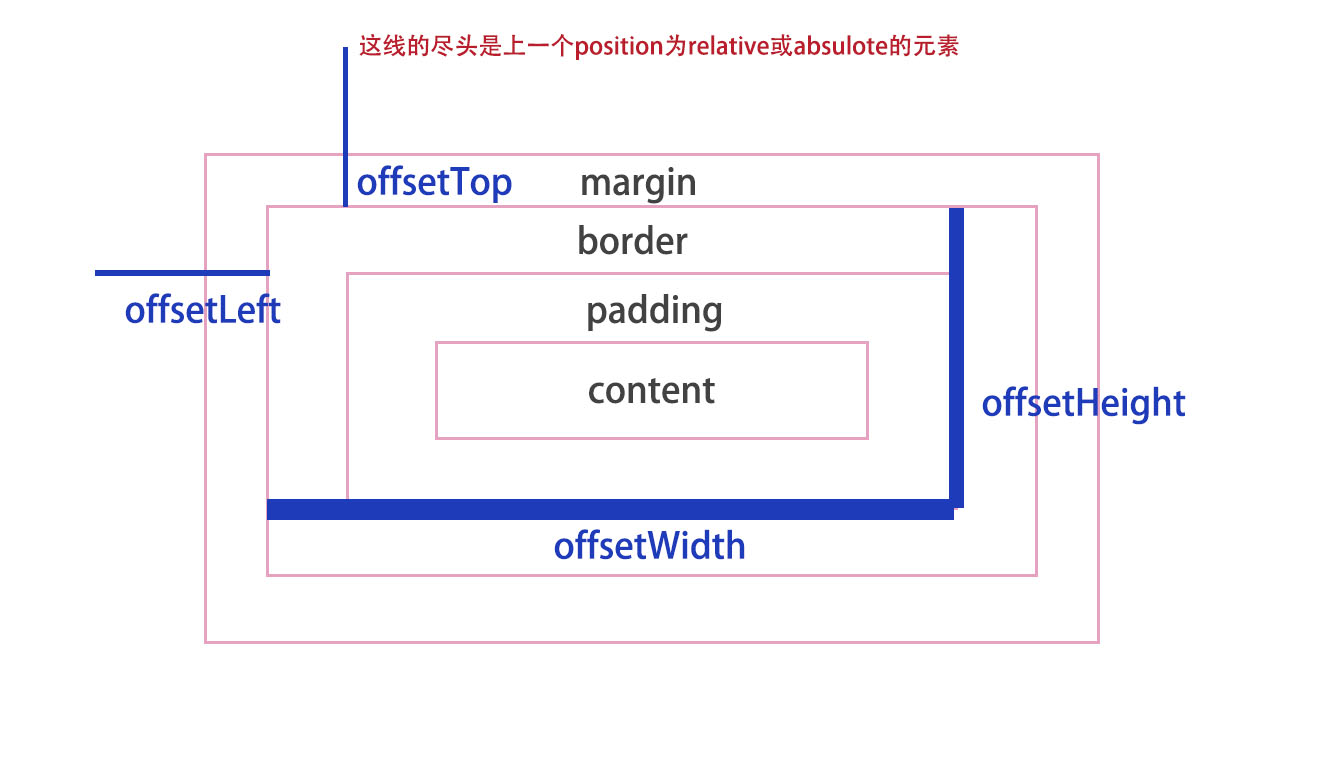 这线的尽头是上一个position为relative或absulote的元素
offsetTop margin
border
offsetLeft padding
content
offsetHeight
offsetWidth